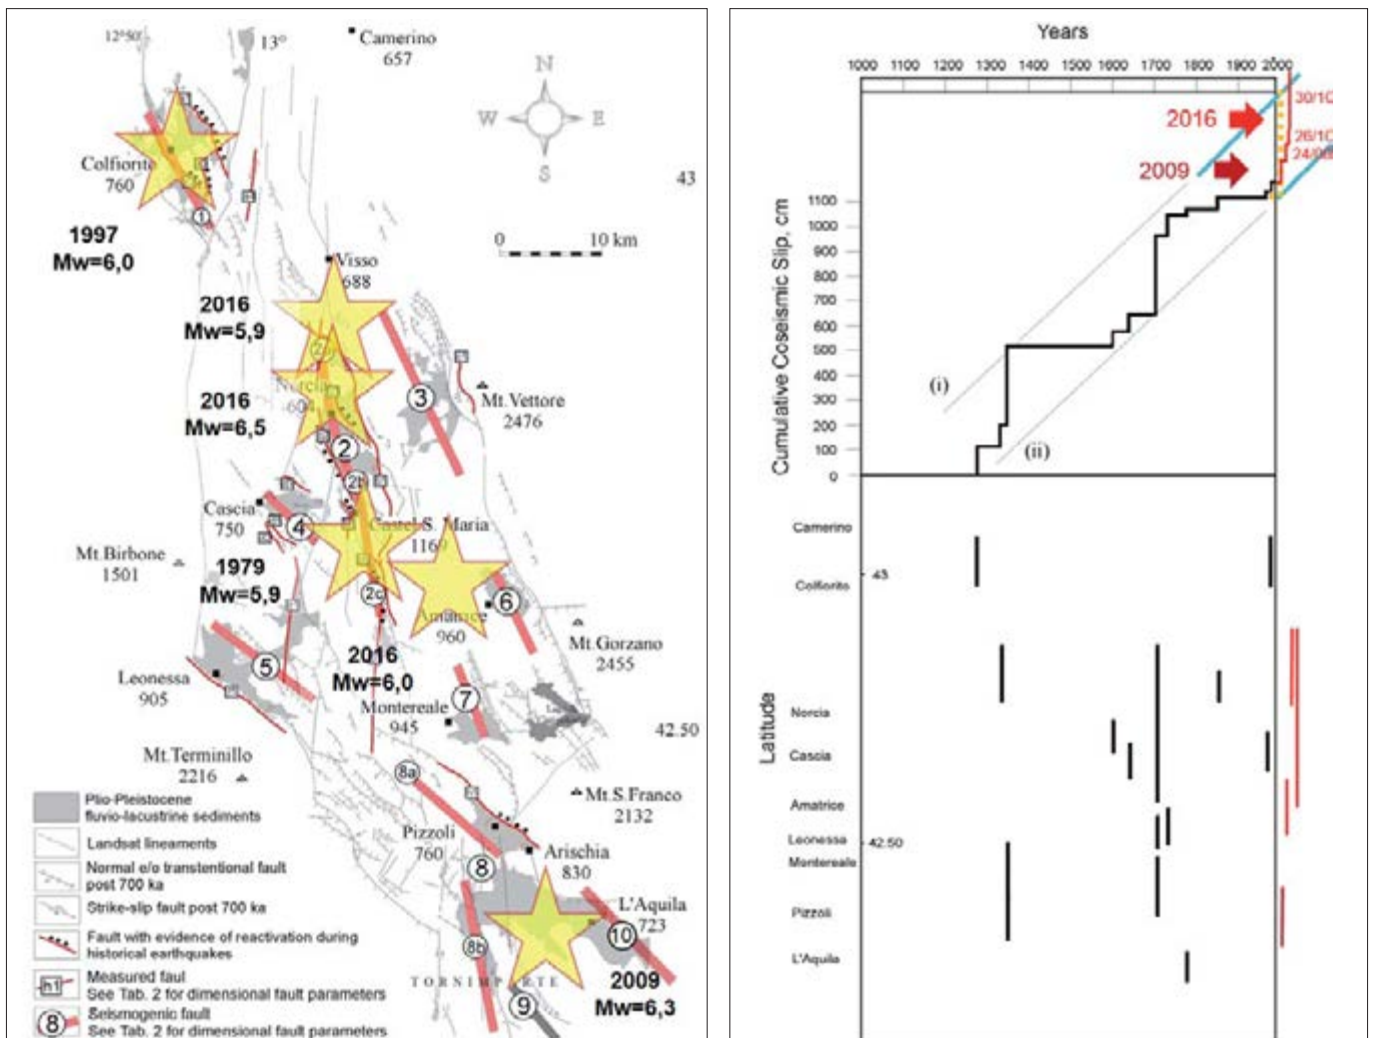 12°50'
13°
Camerino
657
N
W
E
S
Colfiorito
760
43
1
1997
Mw=6,0
0
10 km
Visso
688
2016
Mw=5,9
Norcia
604
3
Mt.Vettore
2476
2016
Mw=6,5
2
2b
Cascia
750
4
Castel S. Maria
1169
Mt.Birbone
1501
1979
Mw=5,9
2c
6
Amatrice
960
Mt.Gorzano
2455
5
Leonessa
905
2016
Mw=6,0
7
Montereale
945
42.50
Mt.Terminillo
2216
8a
Mt.S.Franco
2132
Pizzoli
760
8
Arischia
830
L'Aquila
723
10
8b
TORNIMPARTE
9
2009
Mw=6,3
Plio-Pleistocene
fluvio-lacustrine sediments
Landsat lineaments
Normal e/o transtentional fault
post 700 ka
Strike-slip fault post 700 ka
Fault with evidence of reactivation during
historical earthquakes
h1
Measured faul
See Tab. 2 for dimensional fault parameters
8
Seismogenic fault
See Tab. 2 for dimensional fault parameters
Years
1000 1100 1200 1300 1400 1500 1600 1700 1800 1900 2000
2016
30/10
26/10
2009
Cumulative Coseismic Slip, cm
1100
1000
900
800
700
600
500
400
300
200
100
0
(i)
(ii)
Latitude
Camerino
43
Colfiorito
Norcia
Cascia
Amatrice
Leonessa
42.50
Montereale
Pizzoli
L'Aquila